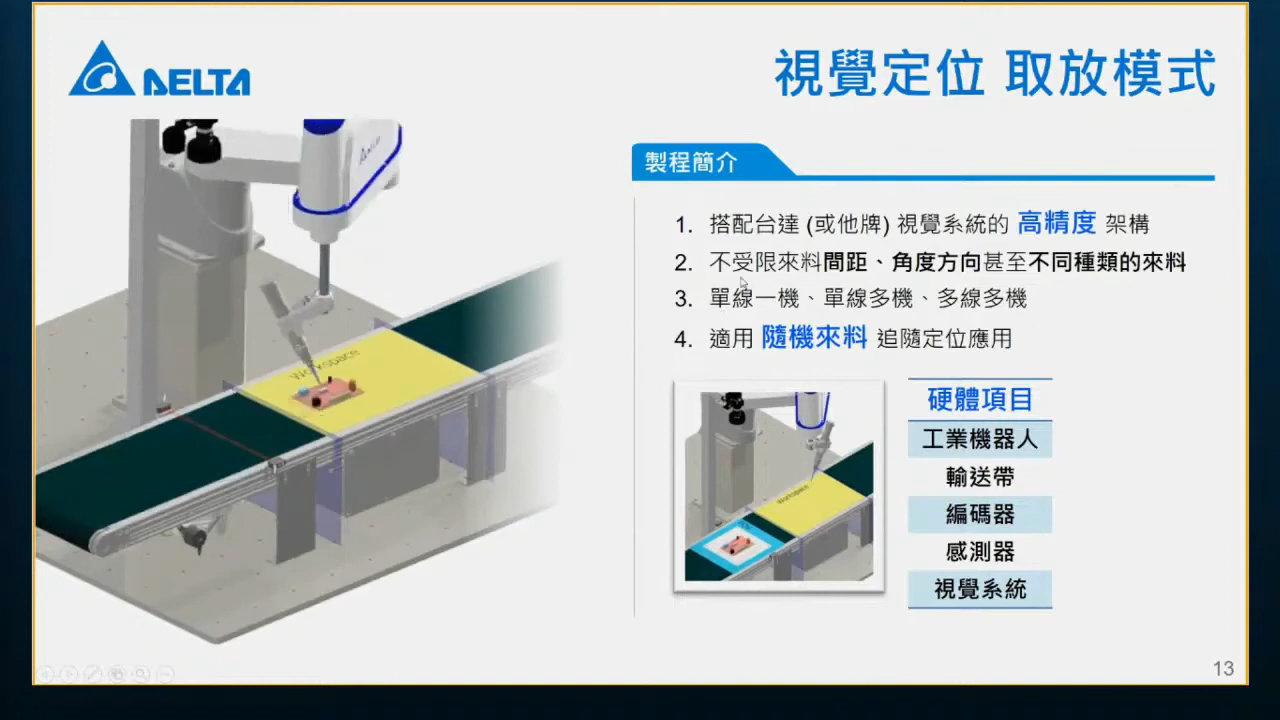 DELTA
視覺定位 取放模式
製程簡介
1. 搭配台達 (或他牌) 視覺系統的 高精度 架構
2. 不受限來料間距、角度方向甚至不同種類的來料
3. 單線一機、單線多機、多線多機
4. 適用 隨機來料 追隨定位應用
Workspace
Workspace
硬體項目
工業機器人
輸送帶
編碼器
感測器
視覺系統
13